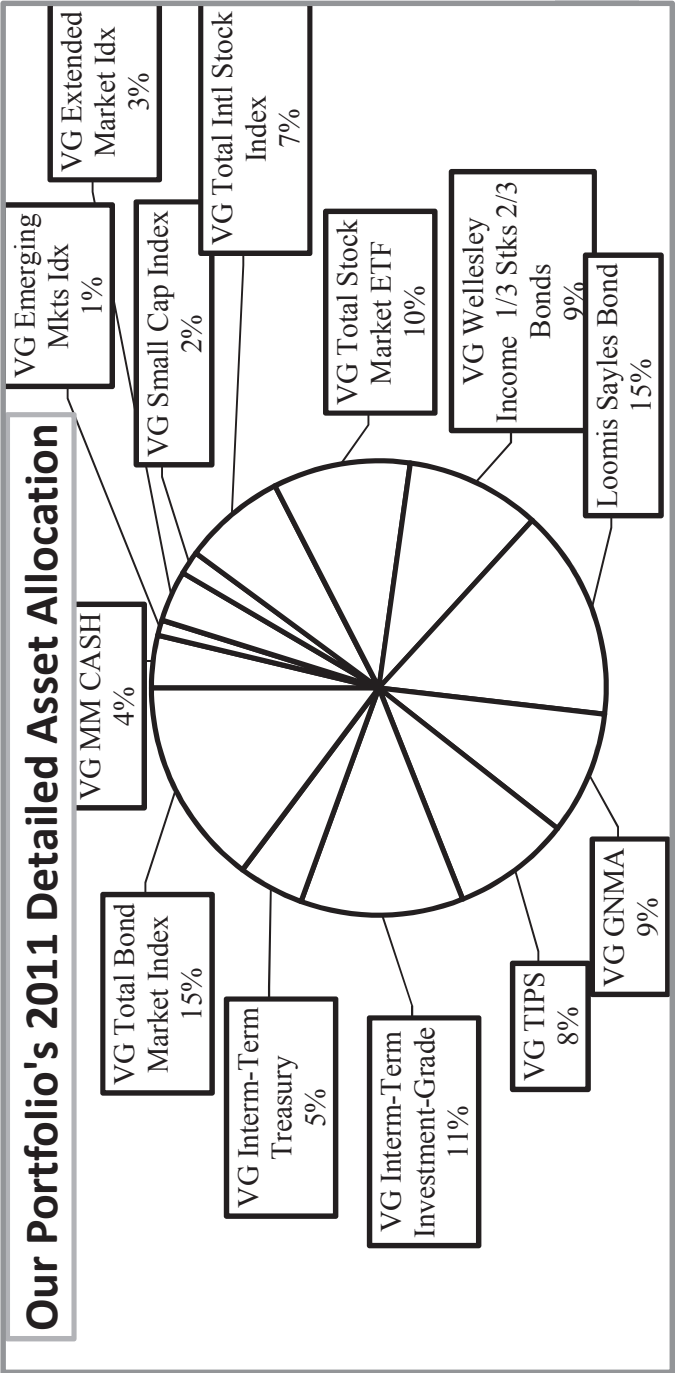 Our Portfolio's 2011 Detailed Asset Allocation
VG MM CASH
4%
VG Emerging
Mkts Idx
1%
VG Extended
Market Idx
3%
VG Small Cap Index
2%
VG Total Intl Stock
Index
7%
VG Total Stock
Market ETF
10%
VG Wellesley
Income 1/3 Stks 2/3
Bonds
9%
Loomis Sayles Bond
15%
VG GNMA
9%
VG TIPS
8%
VG Interm-Term
Investment-Grade
11%
VG Interm-Term
Treasury
5%
VG Total Bond
Market Index
15%